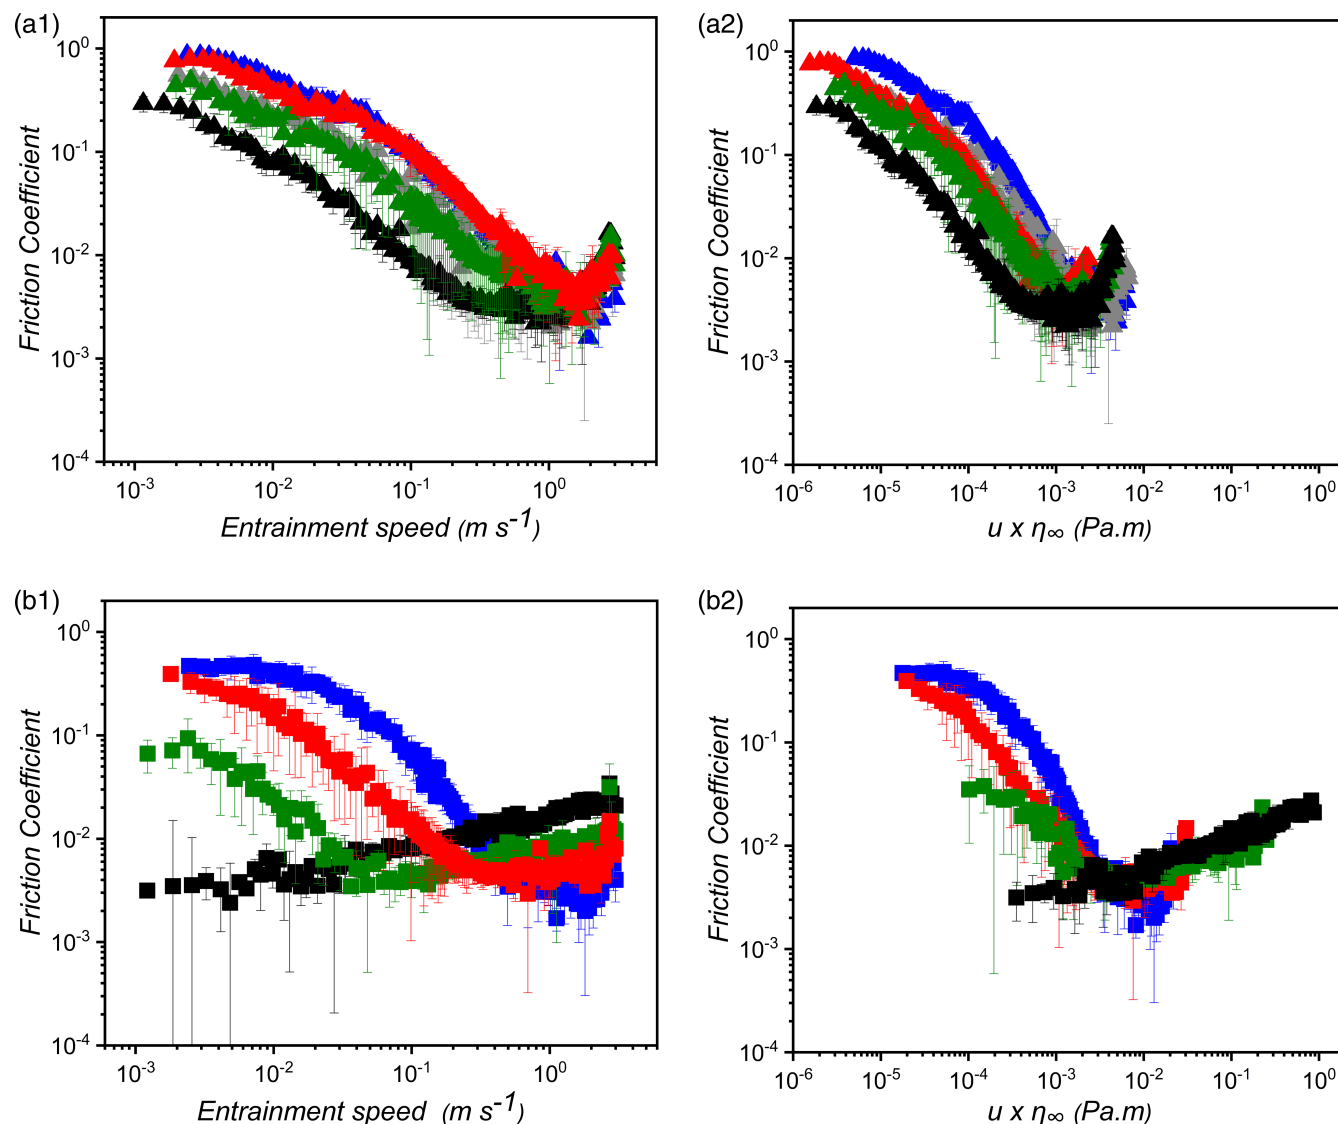 (a1)
10⁰
10⁻¹
10⁻²
10⁻³
10⁻⁴
Friction Coefficient
10⁻³ 10⁻² 10⁻¹ 10⁰
Entrainment speed (m s⁻¹)
(a2)
10⁰
10⁻¹
10⁻²
10⁻³
10⁻⁴
Friction Coefficient
10⁻⁶ 10⁻⁵ 10⁻⁴ 10⁻³ 10⁻² 10⁻¹ 10⁰
u x η∞ (Pa.m)
(b1)
10⁰
10⁻¹
10⁻²
10⁻³
10⁻⁴
Friction Coefficient
10⁻³ 10⁻² 10⁻¹ 10⁰
Entrainment speed (m s⁻¹)
(b2)
10⁰
10⁻¹
10⁻²
10⁻³
10⁻⁴
Friction Coefficient
10⁻⁶ 10⁻⁵ 10⁻⁴ 10⁻³ 10⁻² 10⁻¹ 10⁰
u x η∞ (Pa.m)